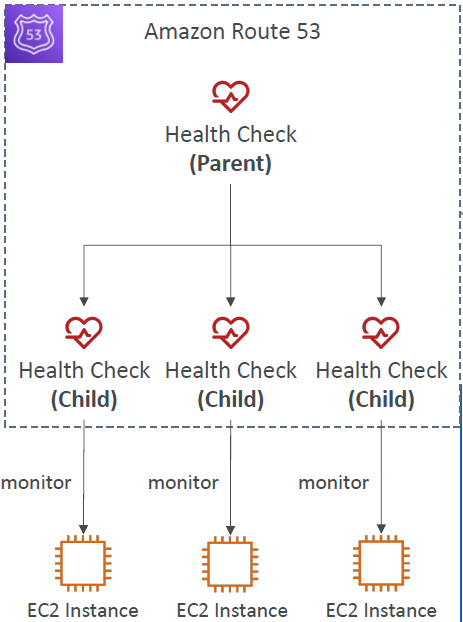 53
Amazon Route 53
Health Check
(Parent)
Health Check Health Check Health Check
(Child) (Child) (Child)
monitor monitor monitor
EC2 Instance EC2 Instance EC2 Instance